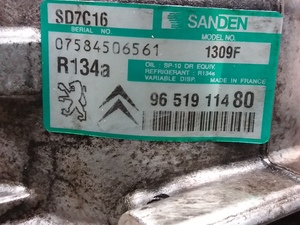 SD7C16 SANDEN
SERIAL NO. MODEL NO.
07584506561 1309F
R134a
OIL : SP-10 OR EQUIV.
REFRIGERANT : R134a
VARIABLE DISP. MADE IN FRANCE
96 519 114 80